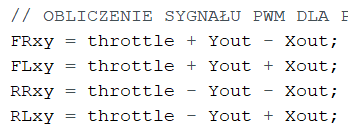 // OBLICZENIE SYGNAŁU PWM DLA
FRxy = throttle + Yout - Xout;
FLxy = throttle + Yout + Xout;
RRxy = throttle - Yout - Xout;
RLxy = throttle - Yout + Xout;